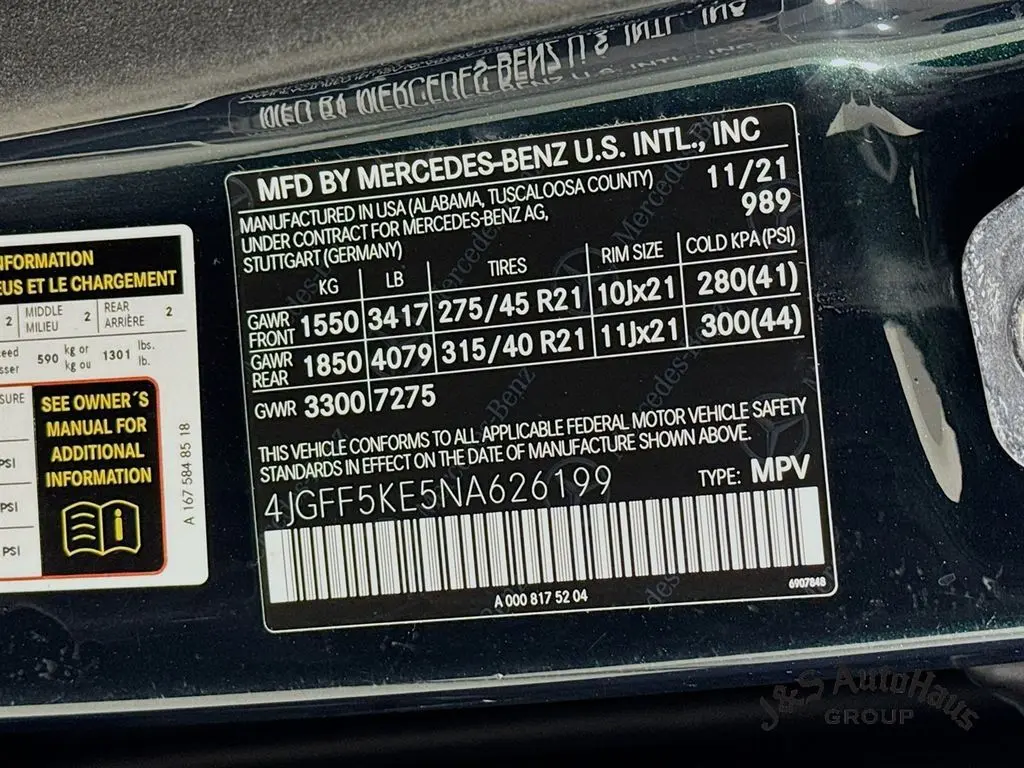 MFD BY MERCEDES-BENZ U.S. INTL., INC
MANUFACTURED IN USA (ALABAMA, TUSCALOOSA COUNTY) 11/21
UNDER CONTRACT FOR MERCEDES-BENZ AG, 989
STUTTGART (GERMANY)
KG LB TIRES RIM SIZE COLD KPA (PSI)
GAWR FRONT 1550 3417 275/45 R21 10Jx21 280(41)
GAWR REAR 1850 4079 315/40 R21 11Jx21 300(44)
GVWR 3300 7275
THIS VEHICLE CONFORMS TO ALL APPLICABLE FEDERAL MOTOR VEHICLE SAFETY
STANDARDS IN EFFECT ON THE DATE OF MANUFACTURE SHOWN ABOVE.
4JGFF5KE5NA626199 TYPE: MPV
6907848
A 000 817 52 04
NFORMATION
EUS ET LE CHARGEMENT
2 MIDDLE MILIEU 2 REAR ARRIÈRE 2
590 kg or kg ou 1301 lbs. lb.
SEE OWNER'S
MANUAL FOR
ADDITIONAL
INFORMATION
PSI
PSI
PSI
A 167 584 85 18
J&S AutoHaus
GROUP